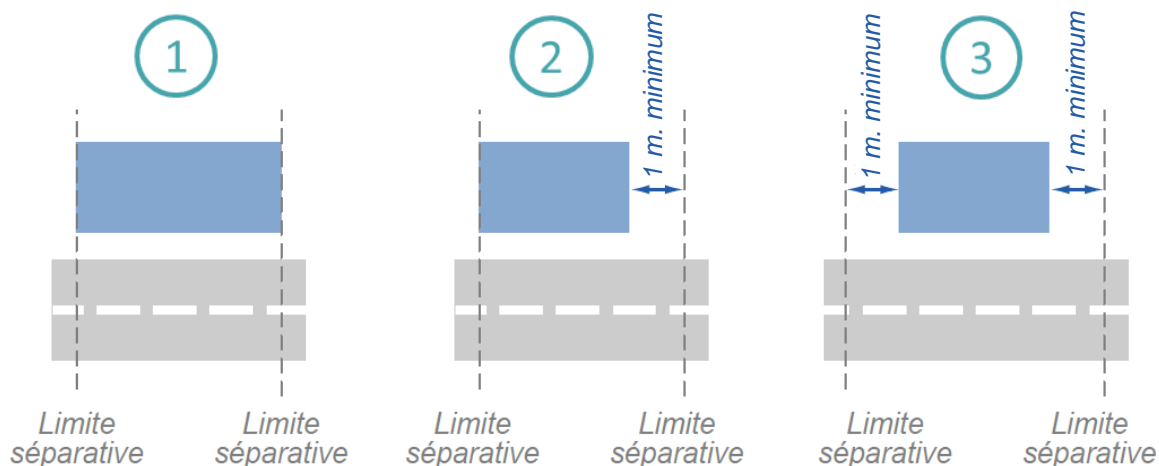 1
2
3
1 m. minimum
1 m. minimum
1 m. minimum
Limite
séparative
Limite
séparative
Limite
séparative
Limite
séparative
Limite
séparative
Limite
séparative